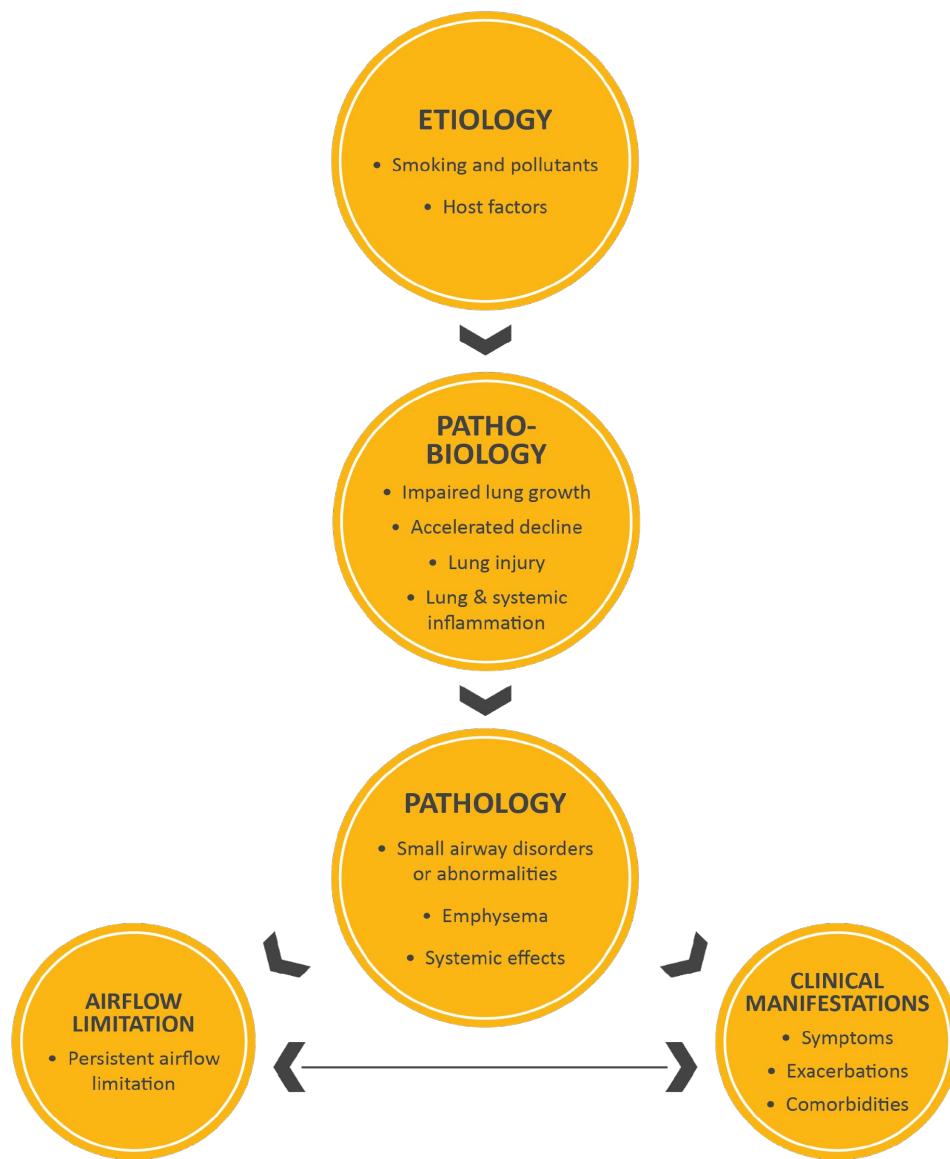 ETIOLOGY
• Smoking and pollutants
• Host factors
PATHO-
BIOLOGY
• Impaired lung growth
• Accelerated decline
• Lung injury
• Lung & systemic
inflammation
PATHOLOGY
• Small airway disorders
or abnormalities
• Emphysema
• Systemic effects
AIRFLOW
LIMITATION
• Persistent airflow
limitation
CLINICAL
MANIFESTATIONS
• Symptoms
• Exacerbations
• Comorbidities